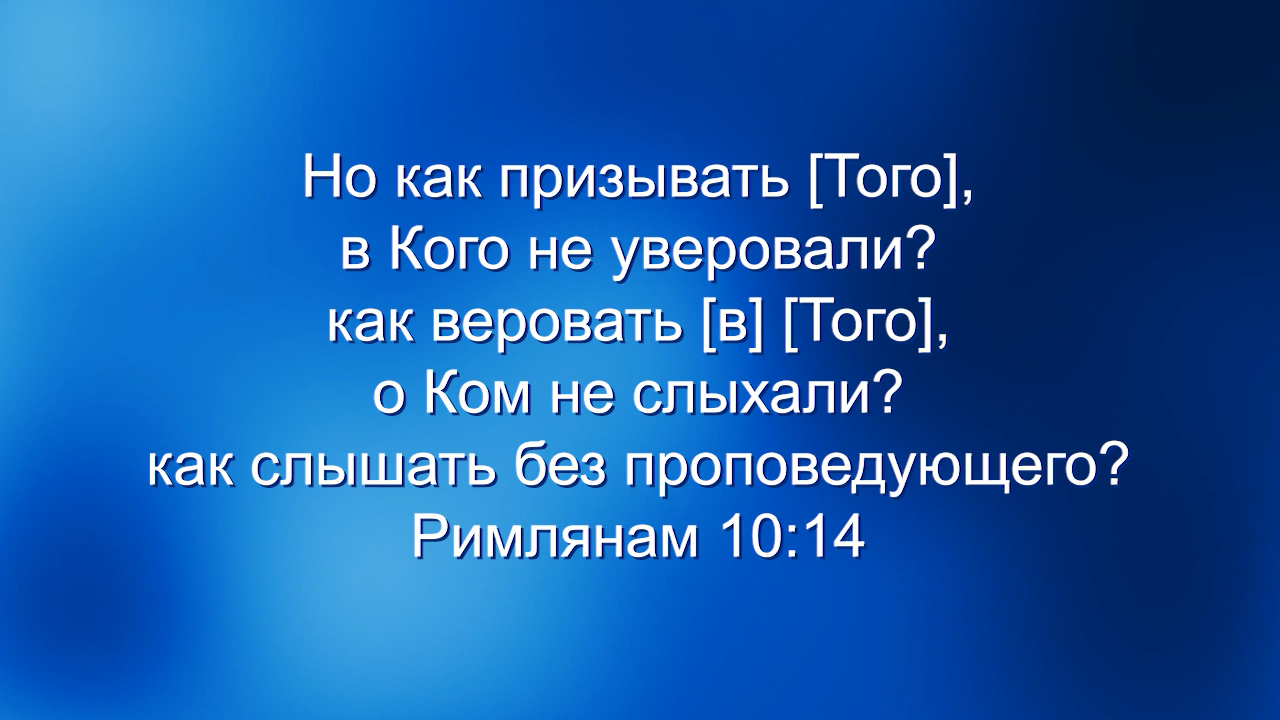 Но как призывать [Того],
в Кого не уверовали?
как веровать [в] [Того],
о Ком не слыхали?
как слышать без проповедующего?
Римлянам 10:14